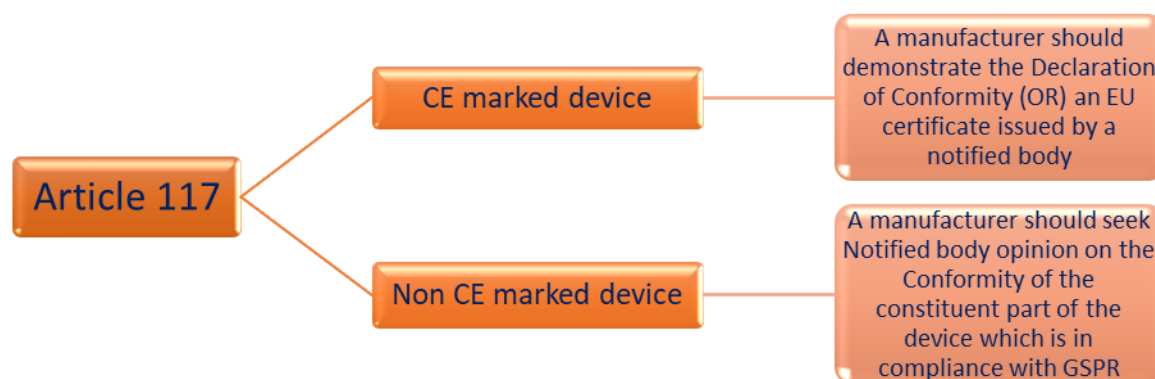 Article 117
CE marked device
A manufacturer should
demonstrate the Declaration
of Conformity (OR) an EU
certificate issued by a
notified body
Non CE marked device
A manufacturer should seek
Notified body opinion on the
Conformity of the
constituent part of the
device which is in
compliance with GSPR